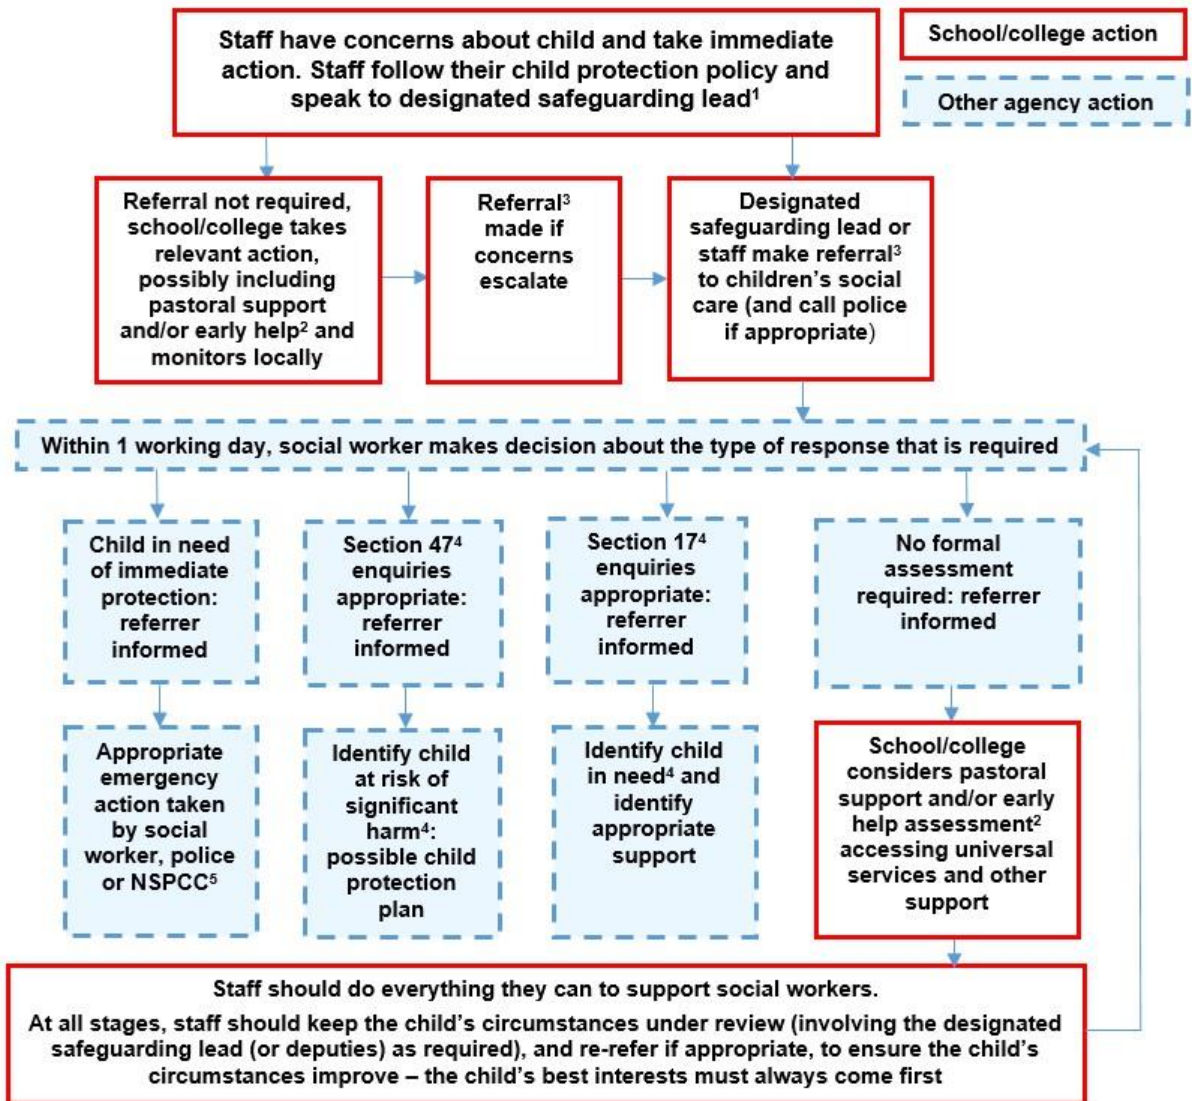 Staff have concerns about child and take immediate
action. Staff follow their child protection policy and
speak to designated safeguarding lead¹
School/college action
Other agency action
Referral not required,
school/college takes
relevant action,
possibly including
pastoral support
and/or early help² and
monitors locally
Referral³
made if
concerns
escalate
Designated
safeguarding lead or
staff make referral³
to children’s social
care (and call police
if appropriate)
Within 1 working day, social worker makes decision about the type of response that is required
Child in need
of immediate
protection:
referrer
informed
Section 47⁴
enquiries
appropriate:
referrer
informed
Section 17⁴
enquiries
appropriate:
referrer
informed
No formal
assessment
required: referrer
informed
Appropriate
emergency
action taken
by social
worker, police
or NSPCC⁵
Identify child
at risk of
significant
harm⁴:
possible child
protection
plan
Identify child
in need⁴ and
identify
appropriate
support
School/college
considers pastoral
support and/or early
help assessment²
accessing universal
services and other
support
Staff should do everything they can to support social workers.
At all stages, staff should keep the child’s circumstances under review (involving the designated
safeguarding lead (or deputies) as required), and re-refer if appropriate, to ensure the child’s
circumstances improve – the child’s best interests must always come first